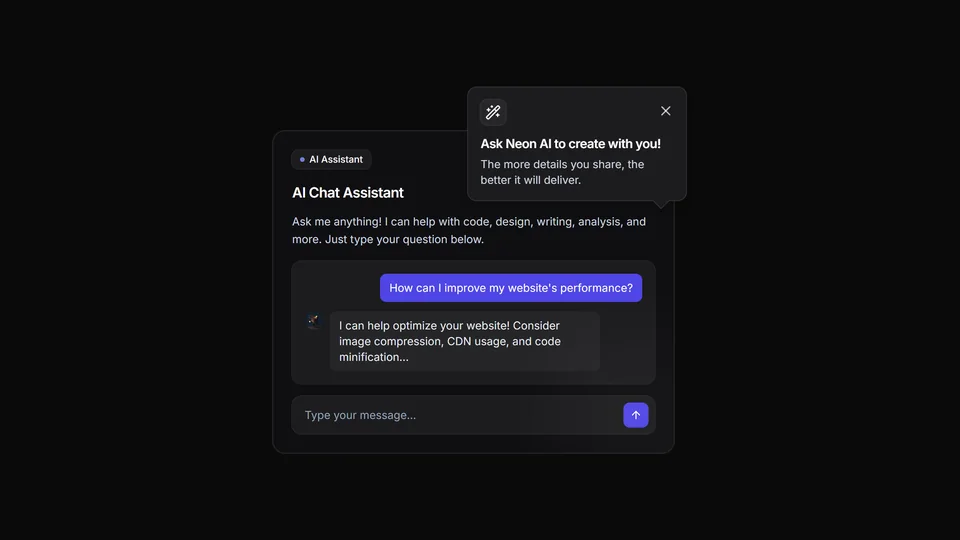 Ask Neon AI to create with you!
The more details you share, the
better it will deliver.
AI Assistant
AI Chat Assistant
Ask me anything! I can help with code, design, writing, analysis, and
more. Just type your question below.
How can I improve my website's performance?
I can help optimize your website! Consider
image compression, CDN usage, and code
minification...
Type your message...